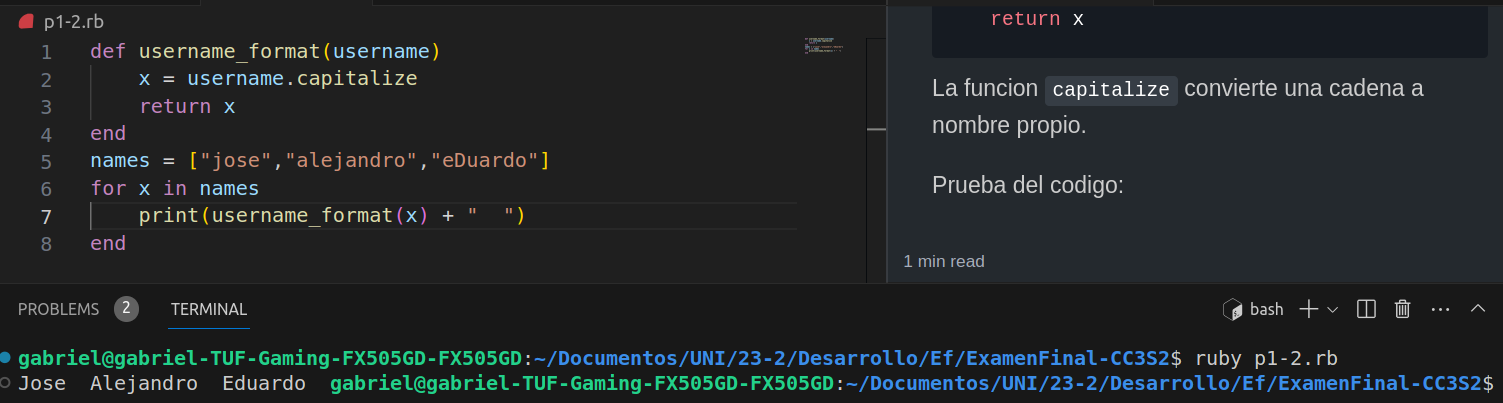 p1-2.rb
1 def username_format(username)
2     x = username.capitalize
3     return x
4 end
5 names = ["jose","alejandro","eDuardo"]
6 for x in names
7     print(username_format(x) + "  ")
8 end
return x
La funcion capitalize convierte una cadena a
nombre propio.
Prueba del codigo:
1 min read
PROBLEMS 2 TERMINAL
bash
gabriel@gabriel-TUF-Gaming-FX505GD-FX505GD:~/Documentos/UNI/23-2/Desarrollo/Ef/ExamenFinal-CC3S2$ ruby p1-2.rb
Jose  Alejandro  Eduardo  gabriel@gabriel-TUF-Gaming-FX505GD-FX505GD:~/Documentos/UNI/23-2/Desarrollo/Ef/ExamenFinal-CC3S2$